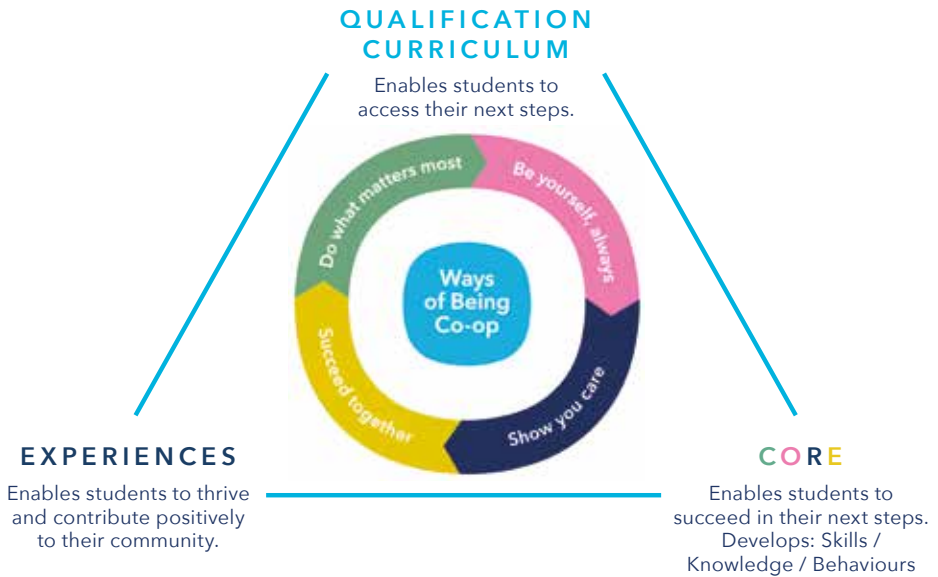 QUALIFICATION
CURRICULUM
Enables students to
access their next steps.
Do what matters most
Be yourself, always
Ways
of Being
Co-op
Succeed together
Show you care
EXPERIENCES
Enables students to thrive
and contribute positively
to their community.
CORE
Enables students to
succeed in their next steps.
Develops: Skills /
Knowledge / Behaviours